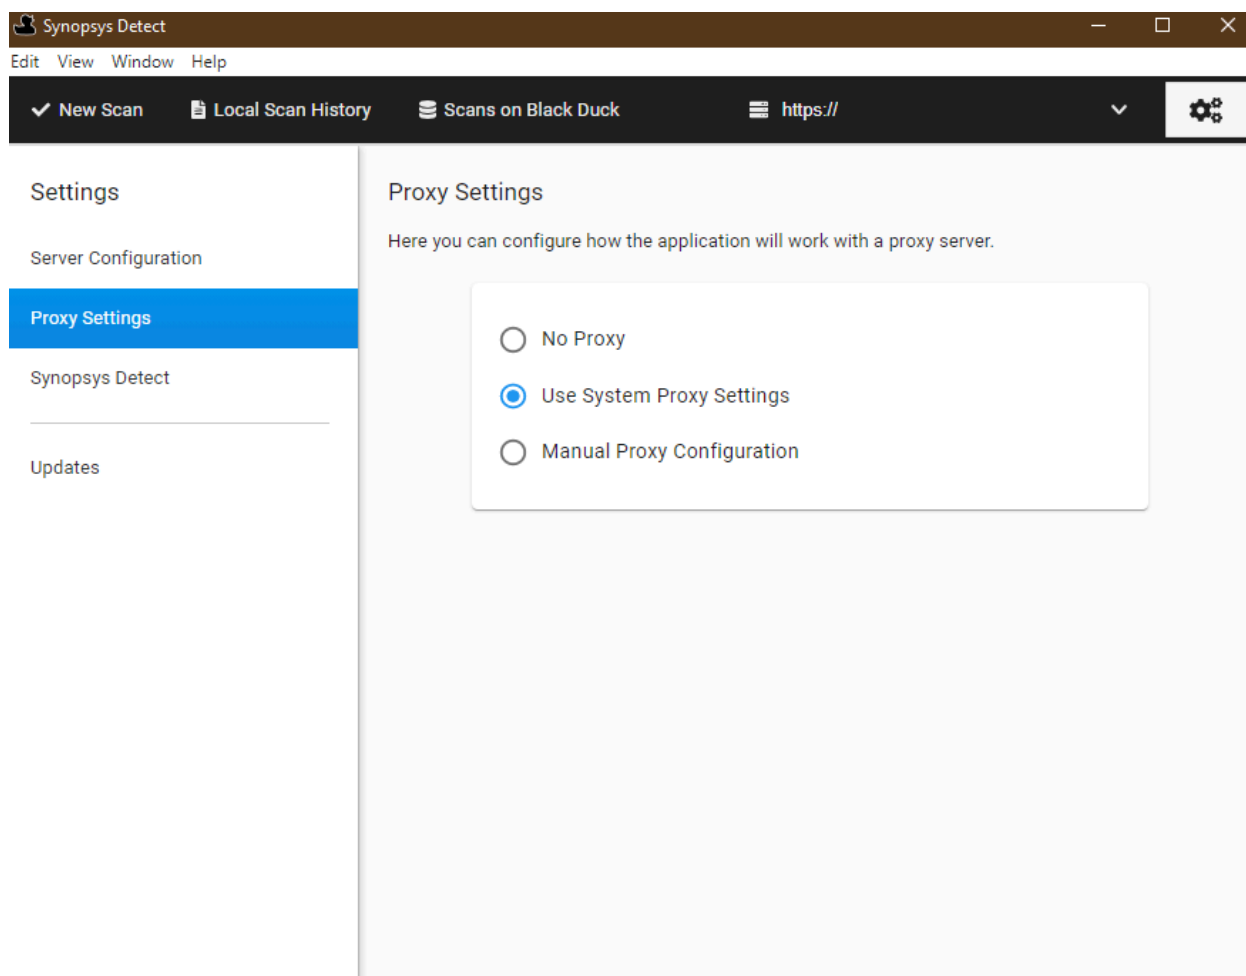 Synopsys Detect
Edit View Window Help
New Scan Local Scan History Scans on Black Duck https://
Settings
Server Configuration
Proxy Settings
Synopsys Detect
Updates
Proxy Settings
Here you can configure how the application will work with a proxy server.
No Proxy
Use System Proxy Settings
Manual Proxy Configuration